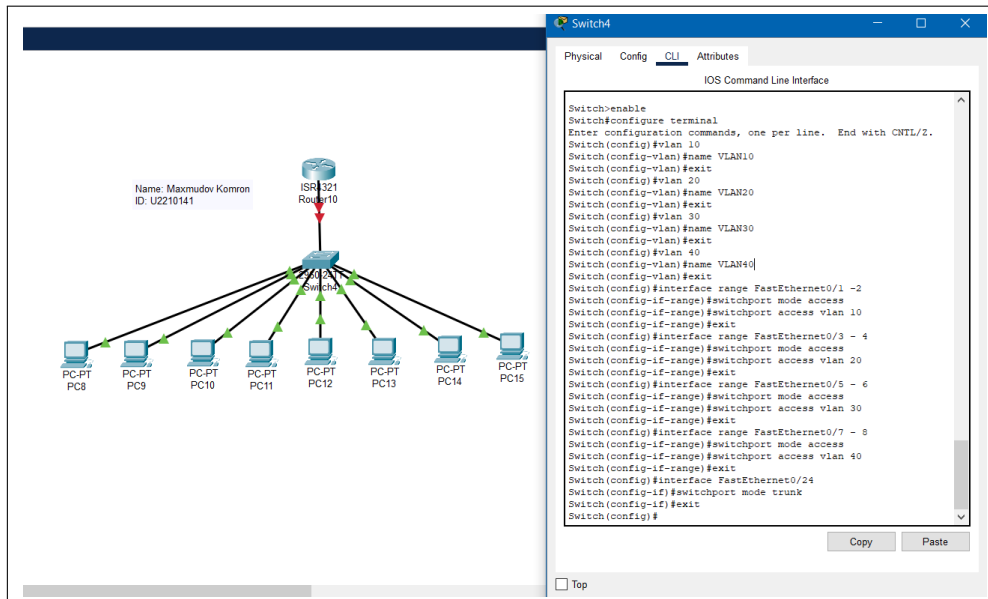 Name: Maxmudov Komron
ID: U2210141
ISR4321
Router10
2960-24TT
Switch4
PC-PT
PC8
PC-PT
PC9
PC-PT
PC10
PC-PT
PC11
PC-PT
PC12
PC-PT
PC13
PC-PT
PC14
PC-PT
PC15
Switch4
Physical Config CLI Attributes
IOS Command Line Interface
Switch>enable
Switch#configure terminal
Enter configuration commands, one per line. End with CNTL/Z.
Switch(config)#vlan 10
Switch(config-vlan)#name VLAN10
Switch(config-vlan)#exit
Switch(config)#vlan 20
Switch(config-vlan)#name VLAN20
Switch(config-vlan)#exit
Switch(config)#vlan 30
Switch(config-vlan)#name VLAN30
Switch(config-vlan)#exit
Switch(config)#vlan 40
Switch(config-vlan)#name VLAN40
Switch(config-vlan)#exit
Switch(config)#interface range FastEthernet0/1 -2
Switch(config-if-range)#switchport mode access
Switch(config-if-range)#switchport access vlan 10
Switch(config-if-range)#exit
Switch(config)#interface range FastEthernet0/3 - 4
Switch(config-if-range)#switchport mode access
Switch(config-if-range)#switchport access vlan 20
Switch(config-if-range)#exit
Switch(config)#interface range FastEthernet0/5 - 6
Switch(config-if-range)#switchport mode access
Switch(config-if-range)#switchport access vlan 30
Switch(config-if-range)#exit
Switch(config)#interface range FastEthernet0/7 - 8
Switch(config-if-range)#switchport mode access
Switch(config-if-range)#switchport access vlan 40
Switch(config-if-range)#exit
Switch(config)#interface FastEthernet0/24
Switch(config-if)#switchport mode trunk
Switch(config-if)#exit
Switch(config)#
Copy Paste
Top